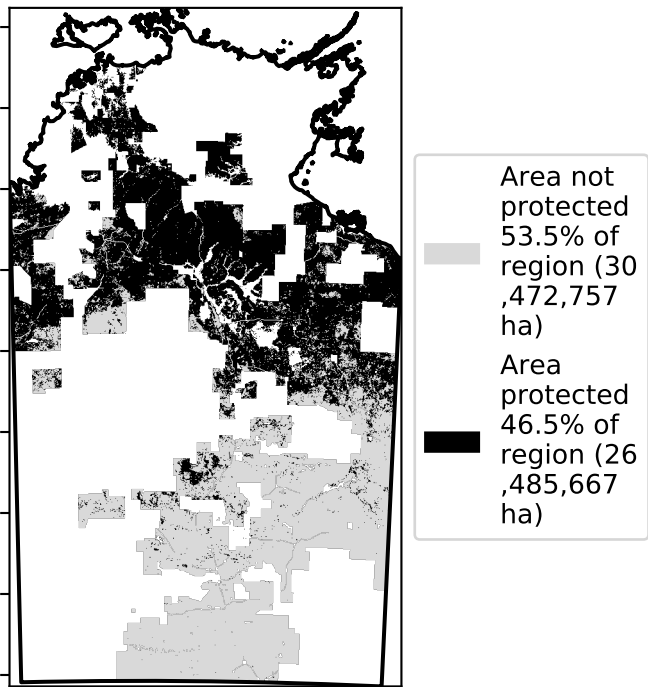 Area not
protected
53.5% of
region (30
,472,757
ha)
Area
protected
46.5% of
region (26
,485,667
ha)